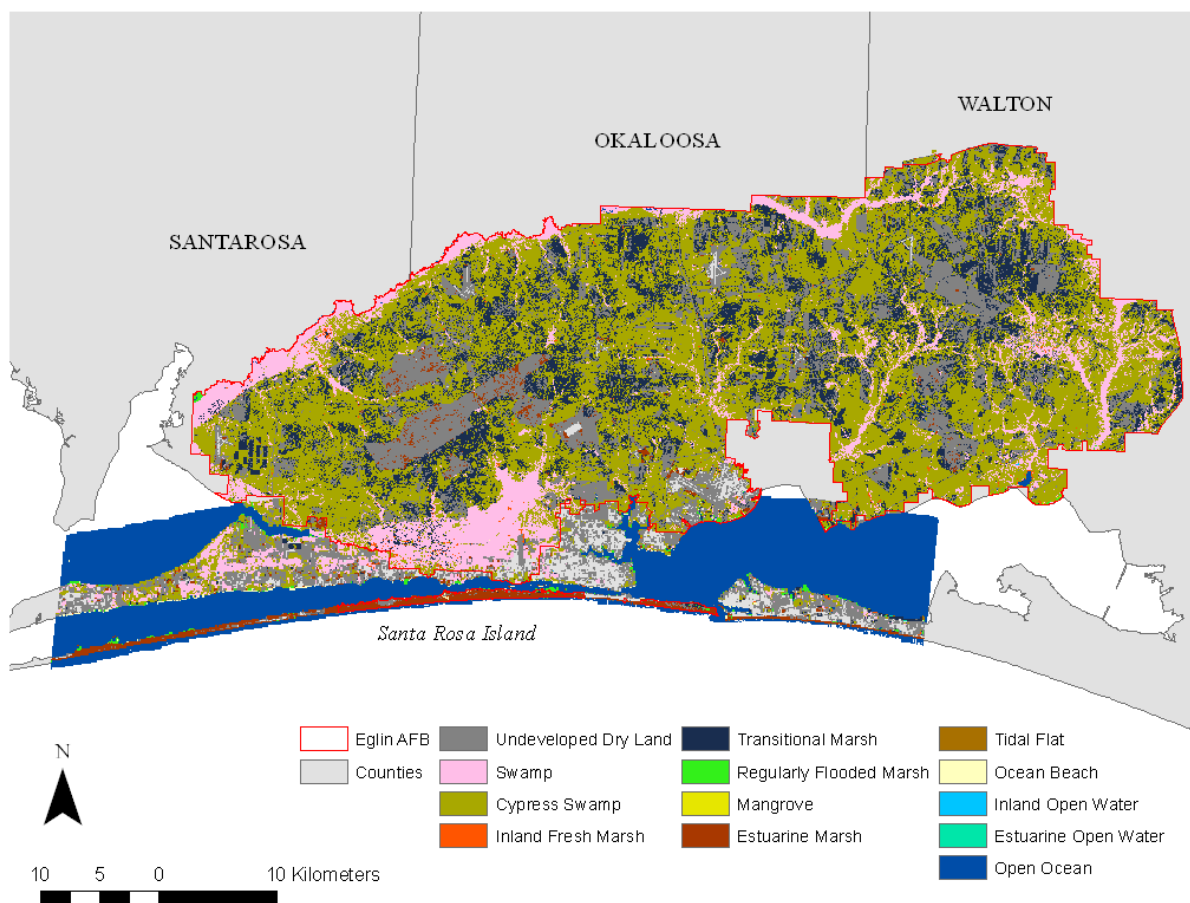 WALTON
OKALOOSA
SANTAROSA
Santa Rosa Island
N
Eglin AFB
Counties
Undeveloped Dry Land
Swamp
Cypress Swamp
Inland Fresh Marsh
Transitional Marsh
Regularly Flooded Marsh
Mangrove
Estuarine Marsh
Tidal Flat
Ocean Beach
Inland Open Water
Estuarine Open Water
Open Ocean
10 5 0 10 Kilometers